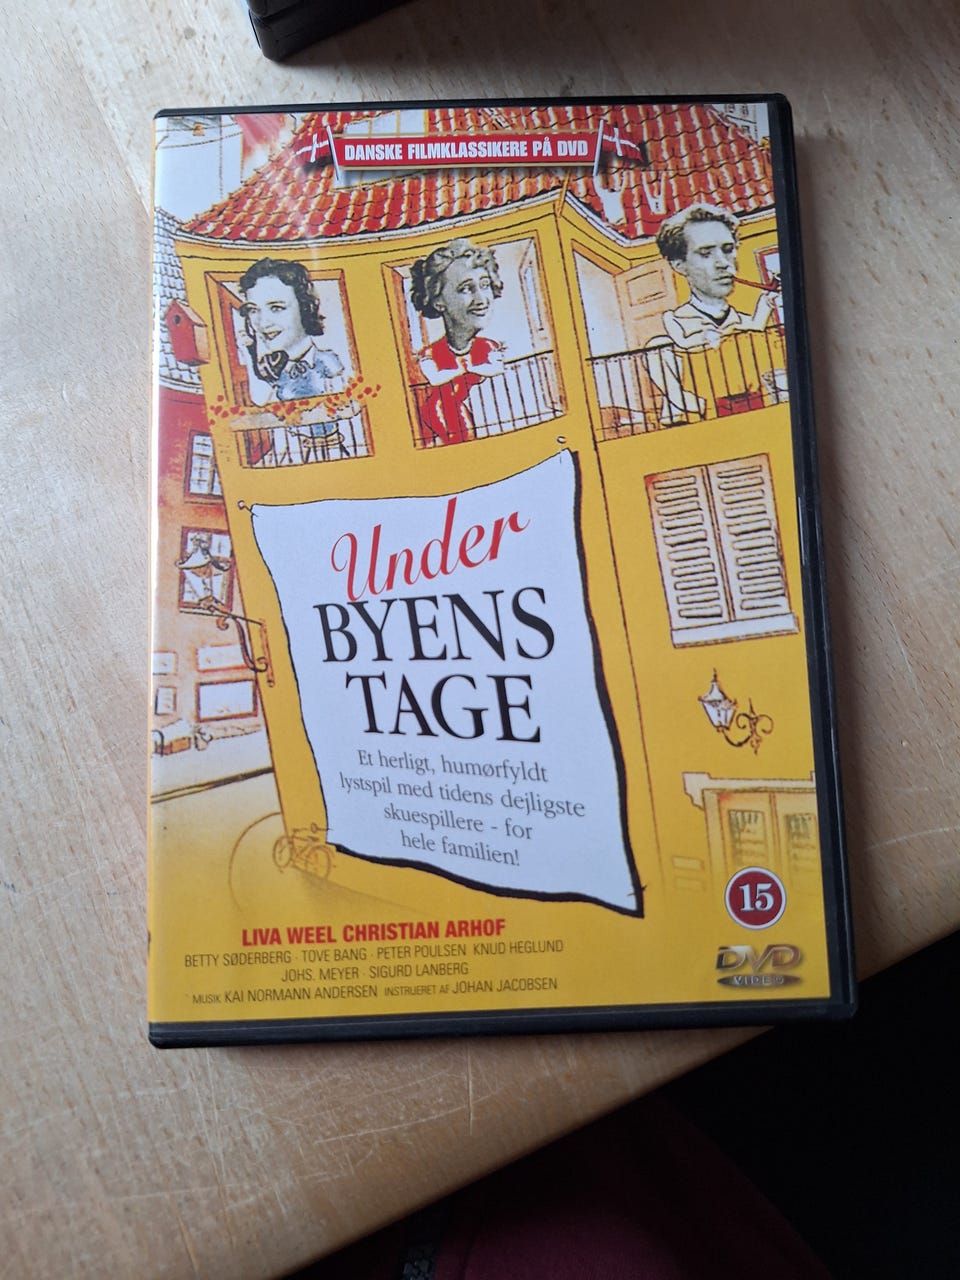 DANSKE FILMKLASSIKERE PÅ DVD
Under
BYENS
TAGE
Et herligt, humørfyldt
lystspil med tidens dejligste
skuespillere - for
hele familien!
15
LIVA WEEL CHRISTIAN ARHOF
BETTY SØDERBERG · TOVE BANG · PETER POULSEN KNUD HEGLUND
JOHS. MEYER · SIGURD LANBERG
MUSIK KAI NORMANN ANDERSEN INSTRUERET AF JOHAN JACOBSEN
DVD
VIDEO